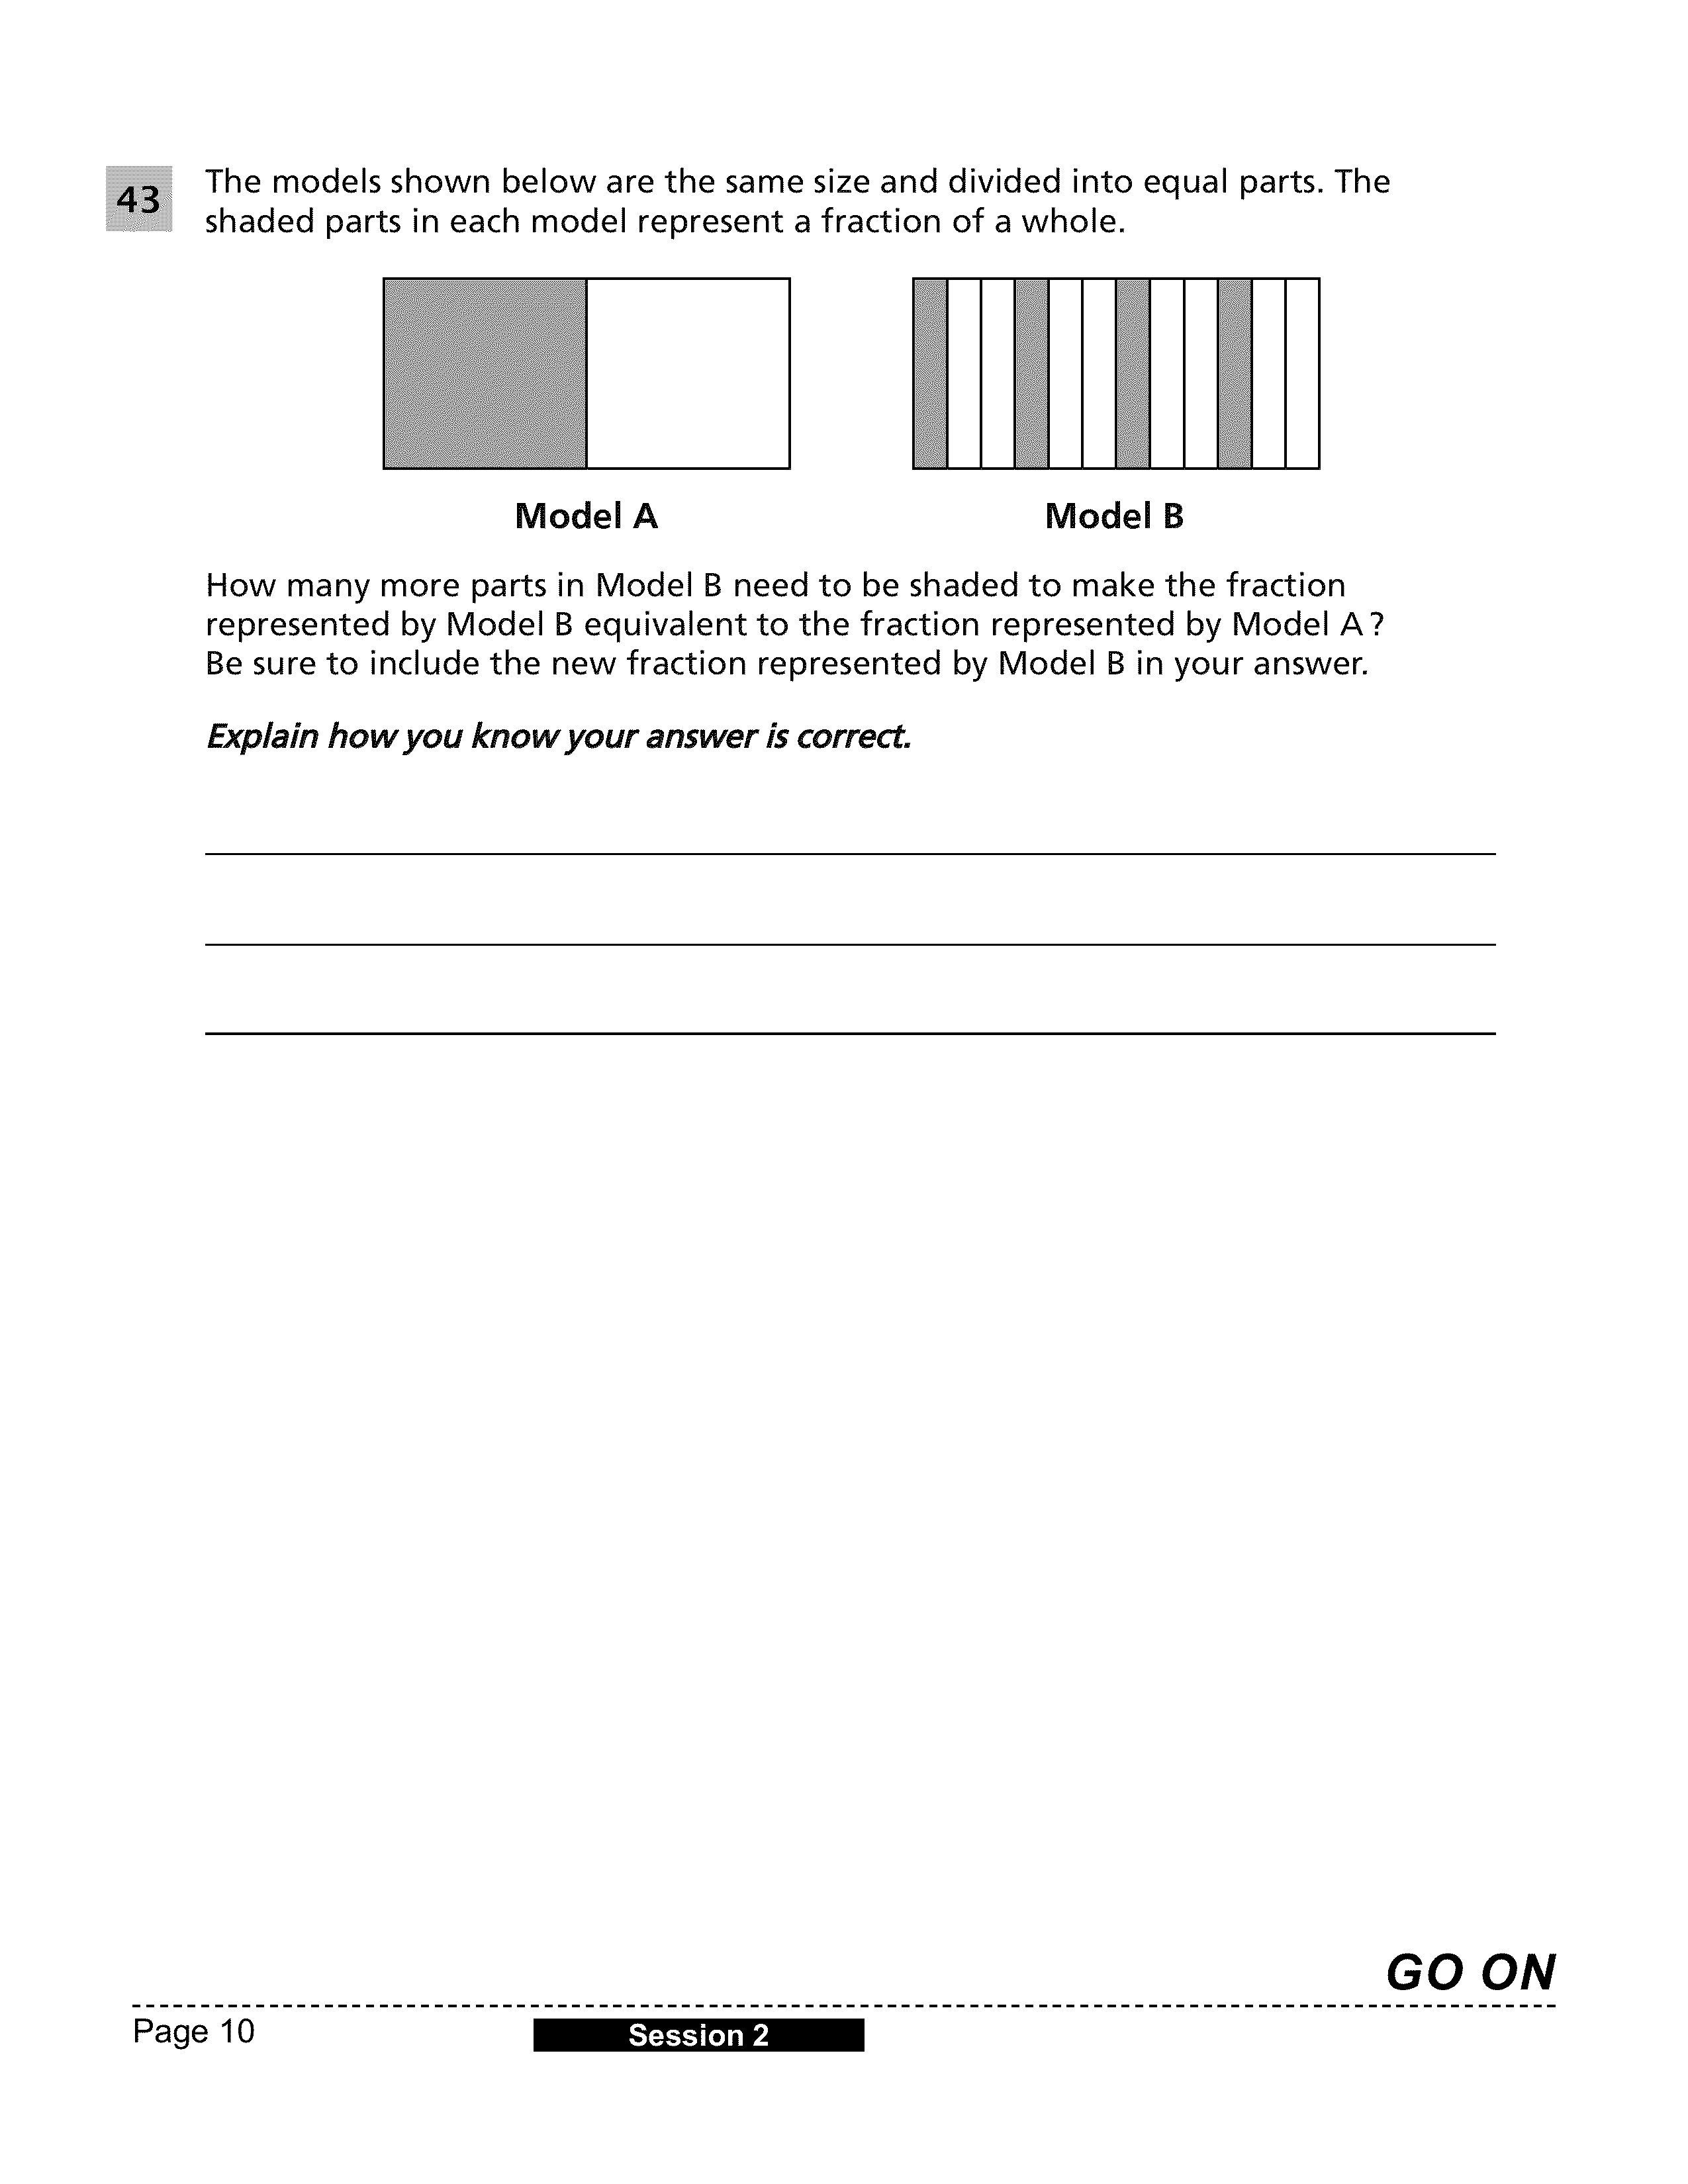 43
The models shown below are the same size and divided into equal parts. The
shaded parts in each model represent a fraction of a whole.
Model A
Model B
How many more parts in Model B need to be shaded to make the fraction
represented by Model B equivalent to the fraction represented by Model A?
Be sure to include the new fraction represented by Model B in your answer.
Explain how you know your answer is correct.
GO ON
Page 10
Session 2